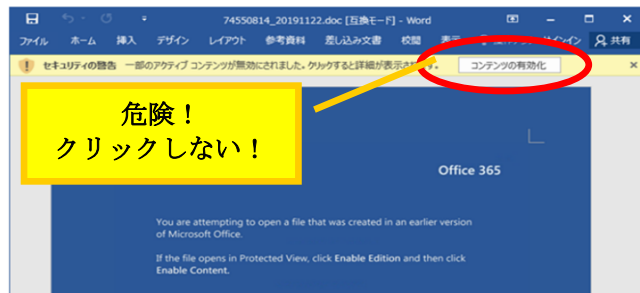 74550814_20191122.doc [互換モード] - Word
ファイル ホーム 挿入 デザイン レイアウト 参考資料 差し込み文書 校閲 表示 サインイン 共有
セキュリティの警告 一部のアクティブ コンテンツが無効にされました。クリックすると詳細が表示されます。 コンテンツの有効化
危険!
クリックしない!
Office 365
You are attempting to open a file that was created in an earlier version
of Microsoft Office.
If the file opens in Protected View, click Enable Edition and then click
Enable Content.